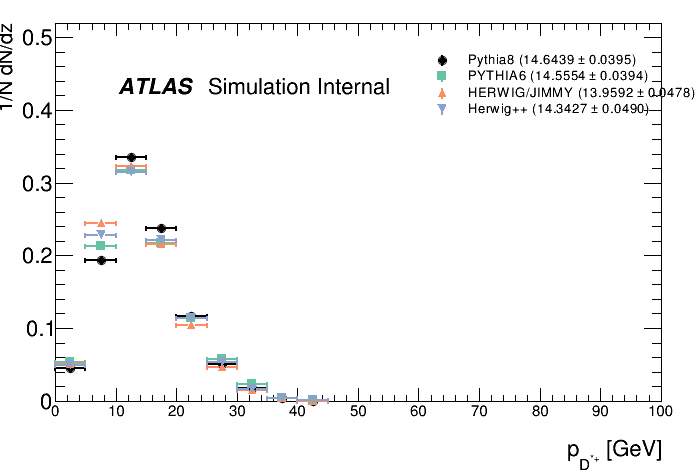 1/N dN/dz
0.5
0.4
0.3
0.2
0.1
0
ATLAS Simulation Internal
Pythia8 (14.6439 ± 0.0395)
PYTHIA6 (14.5554 ± 0.0394)
HERWIG/JIMMY (13.9592 ± 0.0478)
Herwig++ (14.3427 ± 0.0490)
0 10 20 30 40 50 60 70 80 90 100
p_D*+ [GeV]